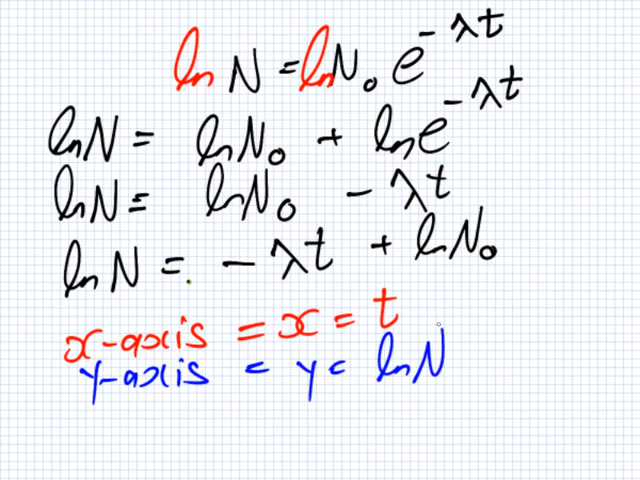 ln N = ln N₀ e^{-λt}
ln N = ln N₀ + ln e^{-λt}
ln N = ln N₀ - λt
ln N = - λt + ln N₀
x-axis = x = t
y-axis = y = ln N